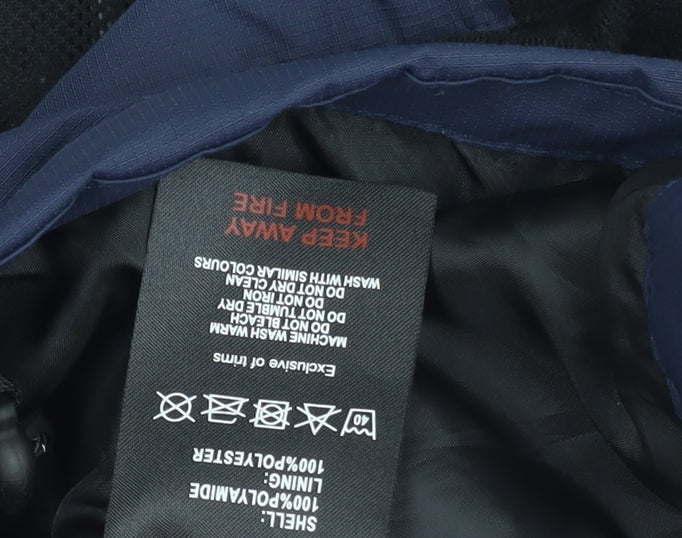 SHELL:
100%POLYAMIDE
LINING:
100%POLYESTER
40
Exclusive of trims
MACHINE WASH WARM
DO NOT BLEACH
DO NOT TUMBLE DRY
DO NOT IRON
DO NOT DRY CLEAN
WASH WITH SIMILAR COLOURS
KEEP AWAY
FROM FIRE